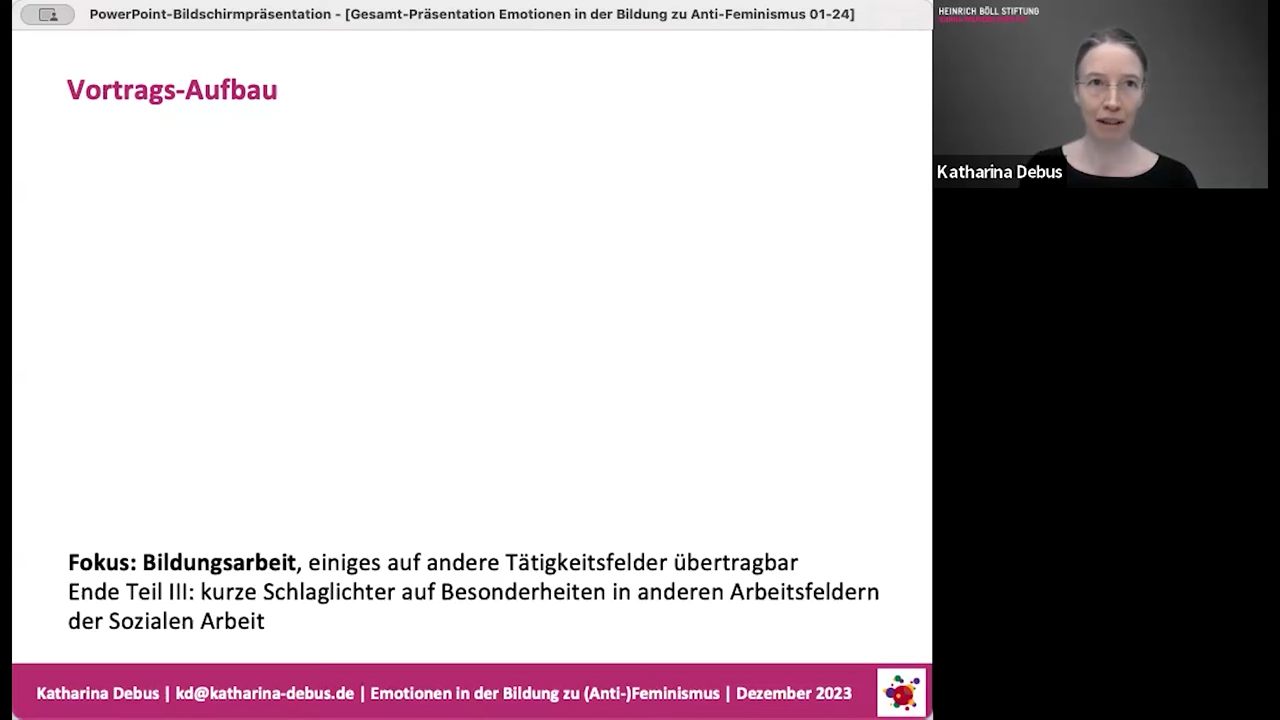 PowerPoint-Bildschirmpräsentation - [Gesamt-Präsentation Emotionen in der Bildung zu Anti-Feminismus 01-24]
HEINRICH BÖLL STIFTUNG
Vortrags-Aufbau
Katharina Debus
Fokus: Bildungsarbeit, einiges auf andere Tätigkeitsfelder übertragbar
Ende Teil III: kurze Schlaglichter auf Besonderheiten in anderen Arbeitsfeldern
der Sozialen Arbeit
Katharina Debus | kd@katharina-debus.de | Emotionen in der Bildung zu (Anti-)Feminismus | Dezember 2023